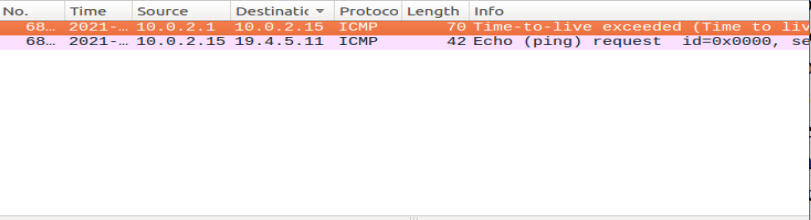 No. Time Source Destinatic Protoco Length Info
68… 2021-… 10.0.2.1 10.0.2.15 ICMP 70 Time-to-live exceeded (Time to liv
68… 2021-… 10.0.2.15 19.4.5.11 ICMP 42 Echo (ping) request id=0x0000, se